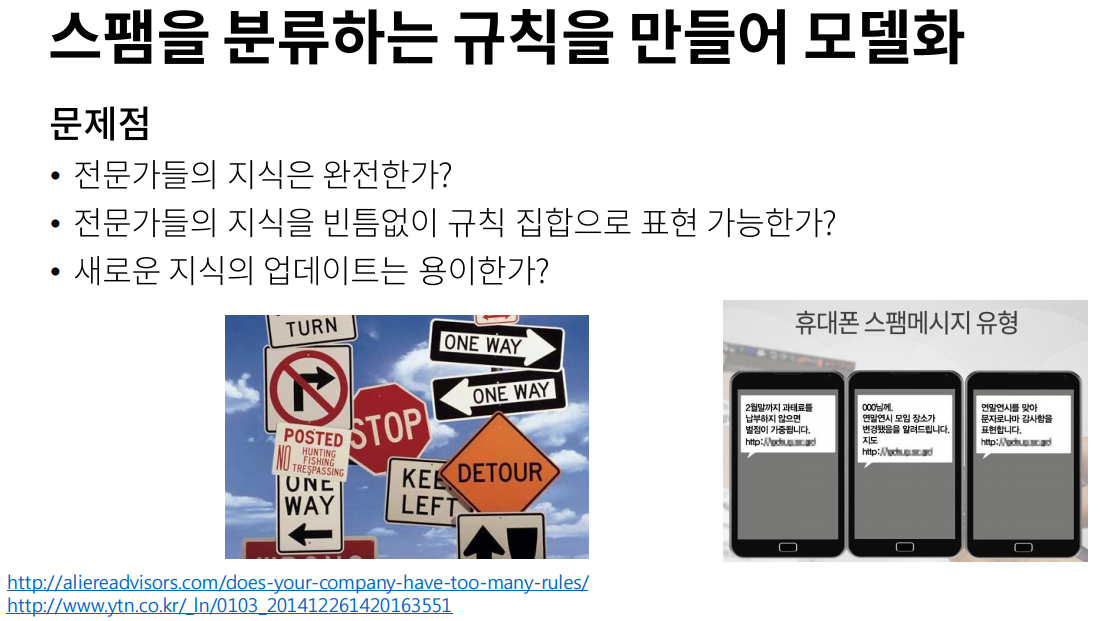 스팸을 분류하는 규칙을 만들어 모델화
문제점
• 전문가들의 지식은 완전한가?
• 전문가들의 지식을 빈틈없이 규칙 집합으로 표현 가능한가?
• 새로운 지식의 업데이트는 용이한가?
TURN
ONE WAY
ONE WAY
STOP
POSTED
NO HUNTING
FISHING
TRESPASSING
ONE
WAY
KEE
LEFT
DETOUR
WRONG
휴대폰 스팸메시지 유형
2월말까지 과태료를
납부하지 않으면
벌점이 가중됩니다.
http://
000님께.
연말연시 모임 장소가
변경했음을 알려드립니다.
지도
http://
연말연시를 맞아
문자로나마 감사함을
표현합니다.
http://
http://aliereadvisors.com/does-your-company-have-too-many-rules/
http://www.ytn.co.kr/_ln/0103_201412261420163551